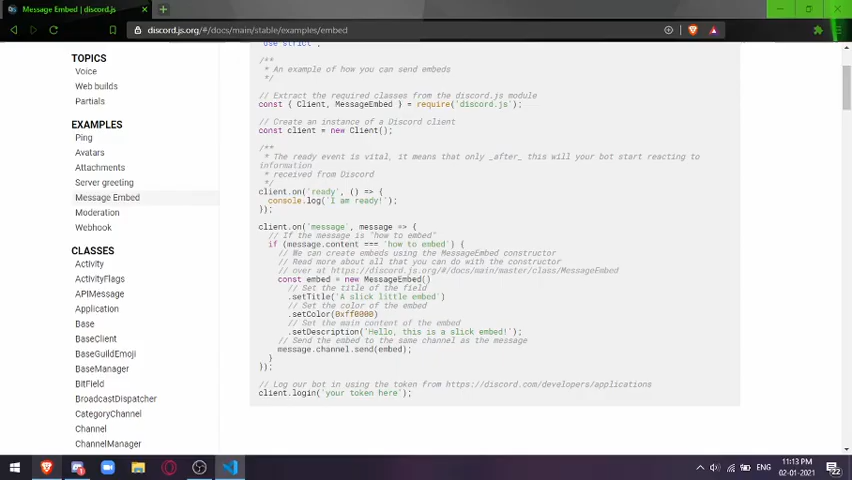 Message Embed | discord.js
discord.js.org/#/docs/main/stable/examples/embed
TOPICS
Voice
Web builds
Partials
EXAMPLES
Ping
Avatars
Attachments
Server greeting
Message Embed
Moderation
Webhook
CLASSES
Activity
ActivityFlags
APIMessage
Application
Base
BaseClient
BaseGuildEmoji
BaseManager
BitField
BroadcastDispatcher
CategoryChannel
Channel
ChannelManager
'use strict';
/**
* An example of how you can send embeds
*/
// Extract the required classes from the discord.js module
const { Client, MessageEmbed } = require('discord.js');
// Create an instance of a Discord client
const client = new Client();
/**
* The ready event is vital, it means that only _after_ this will your bot start reacting to
information
* received from Discord
*/
client.on('ready', () => {
console.log('I am ready!');
});
client.on('message', message => {
// If the message is "how to embed"
if (message.content === 'how to embed') {
// We can create embeds using the MessageEmbed constructor
// Read more about all that you can do with the constructor
// over at https://discord.js.org/#/docs/main/master/class/MessageEmbed
const embed = new MessageEmbed()
// Set the title of the field
.setTitle('A slick little embed')
// Set the color of the embed
.setColor(0xff0000)
// Set the main content of the embed
.setDescription('Hello, this is a slick embed!');
// Send the embed to the same channel as the message
message.channel.send(embed);
}
});
// Log our bot in using the token from https://discord.com/developers/applications
client.login('your token here');
ENG
11:13 PM
02-01-2021
22